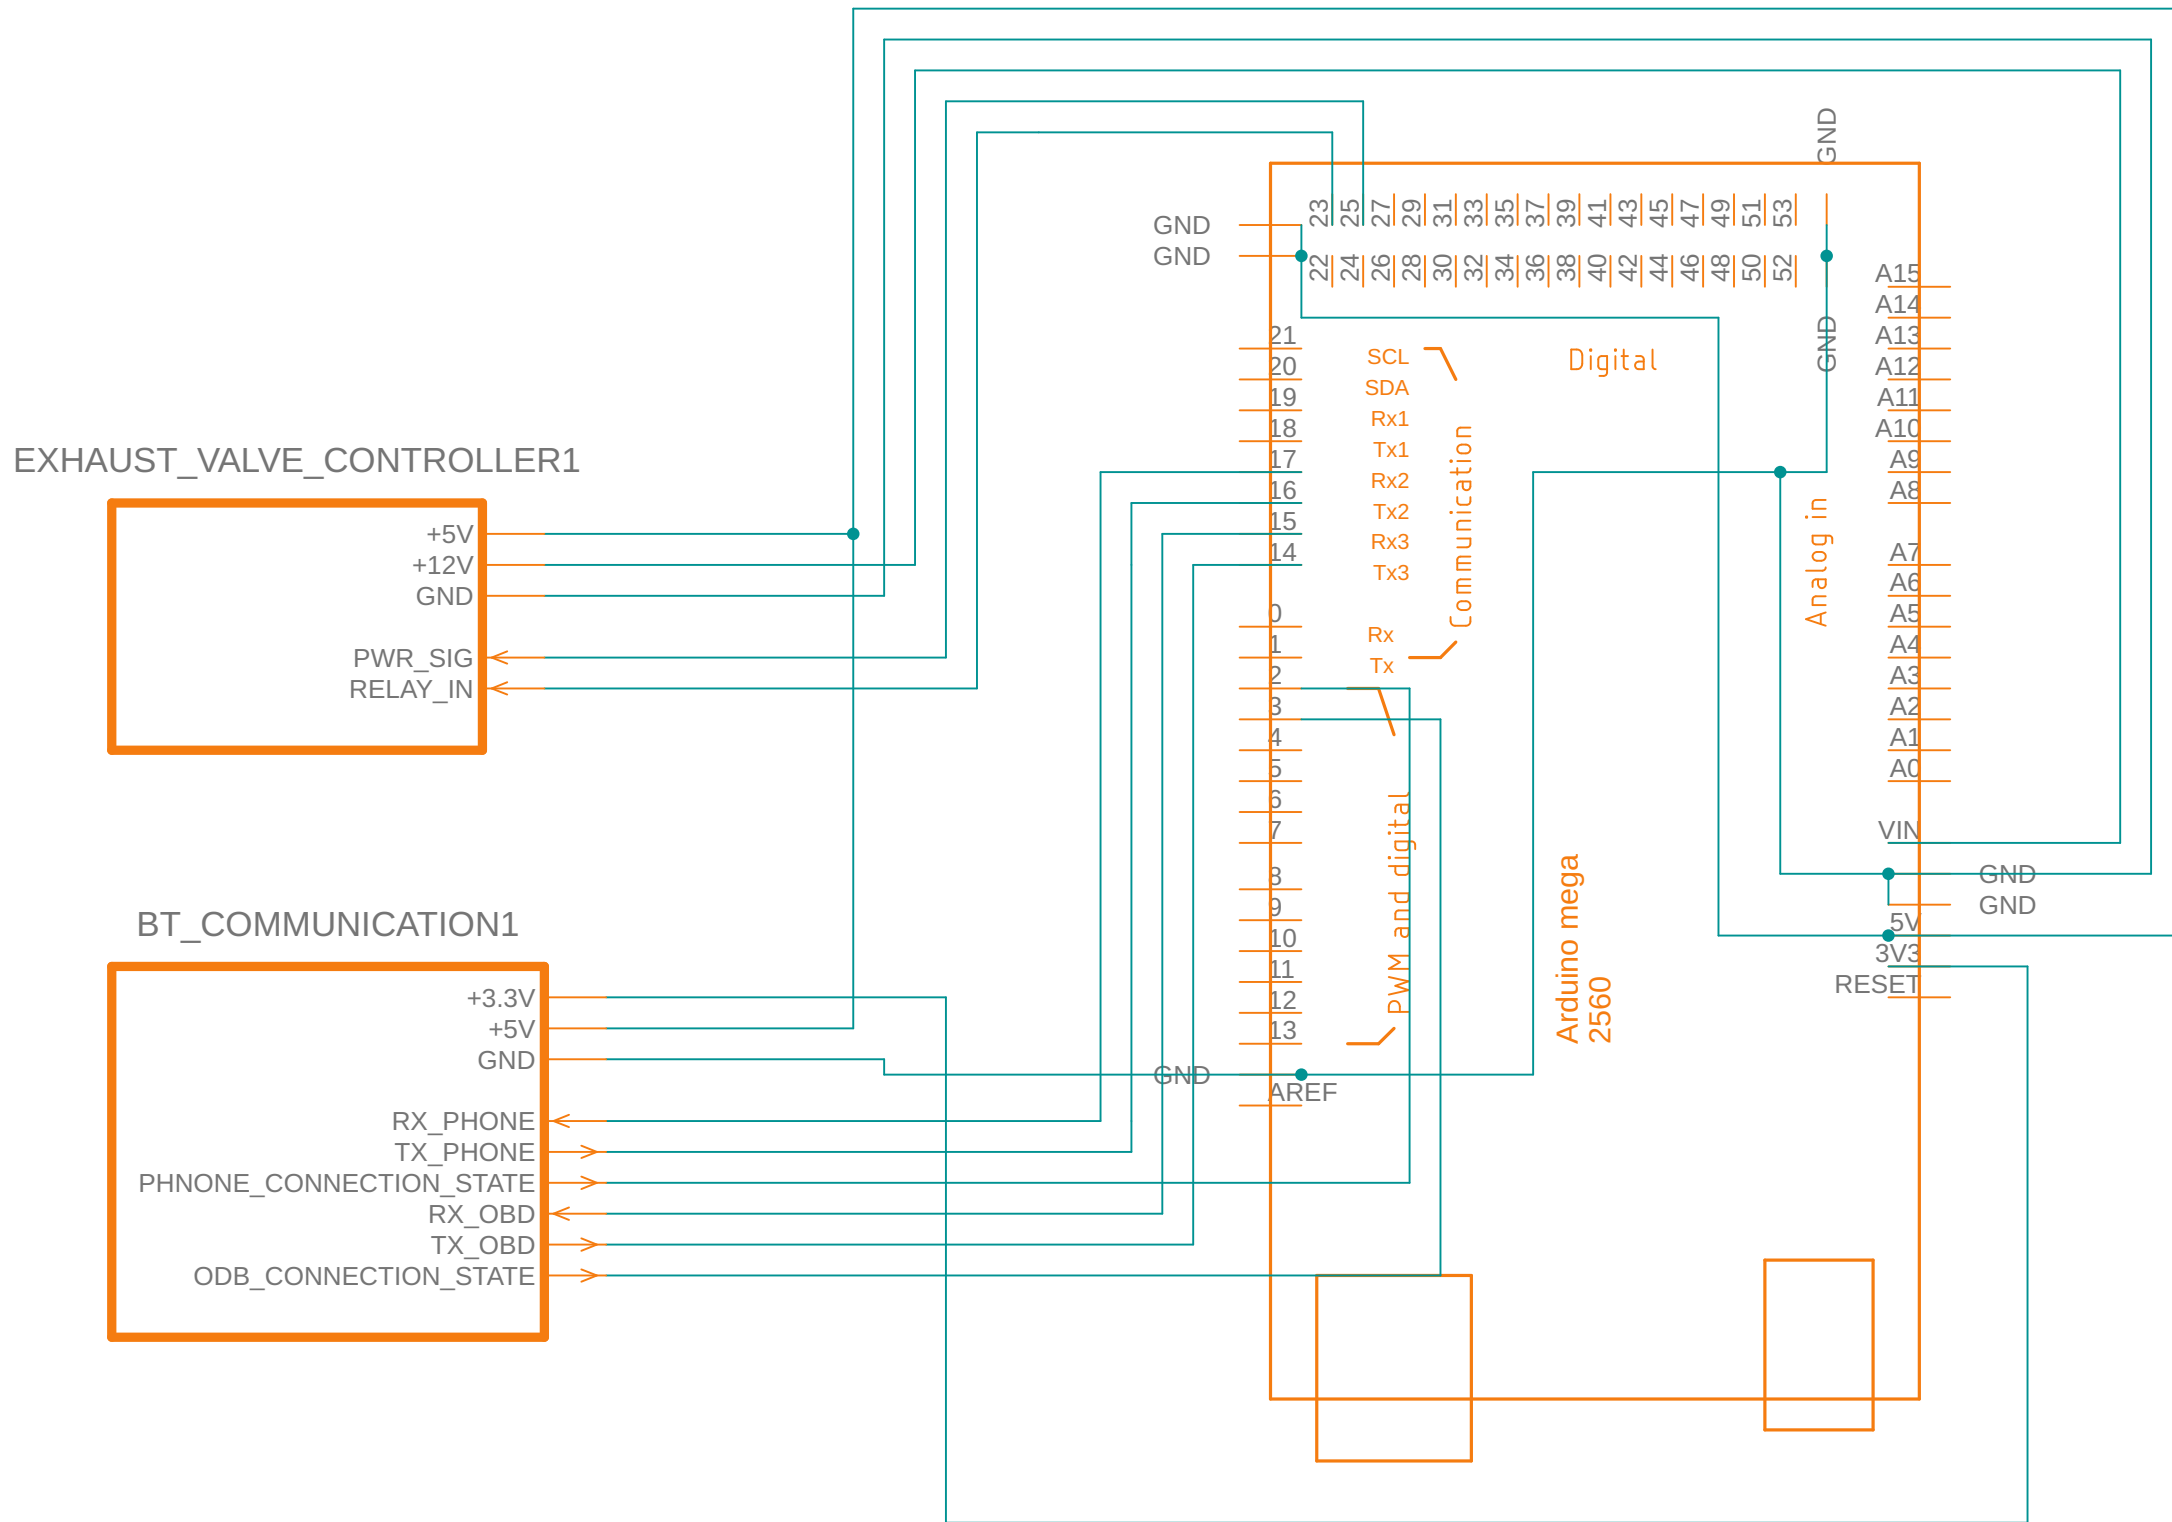 EXHAUST_VALVE_CONTROLLER1
+5V
+12V
GND
PWR_SIG
RELAY_IN
BT_COMMUNICATION1
+3.3V
+5V
GND
RX_PHONE
TX_PHONE
PHNONE_CONNECTION_STATE
RX_OBD
TX_OBD
ODB_CONNECTION_STATE
GND
GND
GND
23 25 27 29 31 33 35 37 39 41 43 45 47 49 51 53
22 24 26 28 30 32 34 36 38 40 42 44 46 48 50 52
GND
21
20
19
18
17
16
15
14
0
1
2
3
4
5
6
7
8
9
10
11
12
13
GND
AREF
SCL
SDA
Rx1
Tx1
Rx2
Tx2
Rx3
Tx3
Rx
Tx
Communication
Digital
PWM and digital
Analog in
Arduino mega
2560
A15
A14
A13
A12
A11
A10
A9
A8
A7
A6
A5
A4
A3
A2
A1
A0
VIN
GND
GND
5V
3V3
RESET